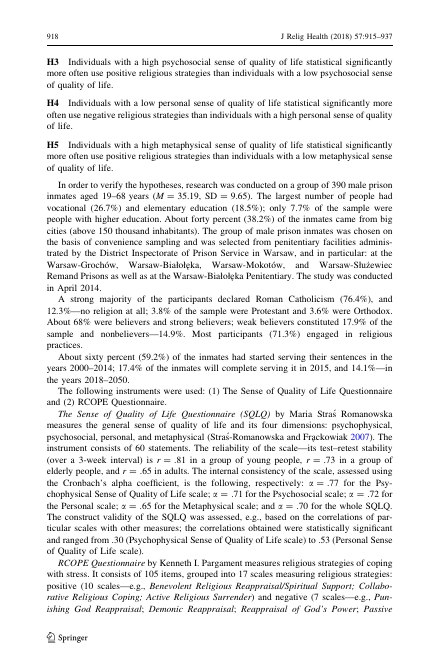 918 J Relig Health (2018) 57:915–937
H3 Individuals with a high psychosocial sense of quality of life statistical significantly
more often use positive religious strategies than individuals with a low psychosocial sense
of quality of life.
H4 Individuals with a low personal sense of quality of life statistical significantly more
often use negative religious strategies than individuals with a high personal sense of quality
of life.
H5 Individuals with a high metaphysical sense of quality of life statistical significantly
more often use positive religious strategies than individuals with a low metaphysical sense
of quality of life.
In order to verify the hypotheses, research was conducted on a group of 390 male prison
inmates aged 19–68 years (M = 35.19, SD = 9.65). The largest number of people had
vocational (26.7%) and elementary education (18.5%); only 7.7% of the sample were
people with higher education. About forty percent (38.2%) of the inmates came from big
cities (above 150 thousand inhabitants). The group of male prison inmates was chosen on
the basis of convenience sampling and was selected from penitentiary facilities adminis-
trated by the District Inspectorate of Prison Service in Warsaw, and in particular: at the
Warsaw-Grochów, Warsaw-Białołęka, Warsaw-Mokotów, and Warsaw-Służewiec
Remand Prisons as well as at the Warsaw-Białołęka Penitentiary. The study was conducted
in April 2014.
A strong majority of the participants declared Roman Catholicism (76.4%), and
12.3%—no religion at all; 3.8% of the sample were Protestant and 3.6% were Orthodox.
About 68% were believers and strong believers; weak believers constituted 17.9% of the
sample and nonbelievers—14.9%. Most participants (71.3%) engaged in religious
practices.
About sixty percent (59.2%) of the inmates had started serving their sentences in the
years 2000–2014; 17.4% of the inmates will complete serving it in 2015, and 14.1%—in
the years 2018–2050.
The following instruments were used: (1) The Sense of Quality of Life Questionnaire
and (2) RCOPE Questionnaire.
The Sense of Quality of Life Questionnaire (SQLQ) by Maria Straś Romanowska
measures the general sense of quality of life and its four dimensions: psychophysical,
psychosocial, personal, and metaphysical (Straś-Romanowska and Frąckowiak 2007). The
instrument consists of 60 statements. The reliability of the scale—its test–retest stability
(over a 3-week interval) is r = .81 in a group of young people, r = .73 in a group of
elderly people, and r = .65 in adults. The internal consistency of the scale, assessed using
the Cronbach's alpha coefficient, is the following, respectively: α = .77 for the Psy-
chophysical Sense of Quality of Life scale; α = .71 for the Psychosocial scale; α = .72 for
the Personal scale; α = .65 for the Metaphysical scale; and α = .70 for the whole SQLQ.
The construct validity of the SQLQ was assessed, e.g., based on the correlations of par-
ticular scales with other measures; the correlations obtained were statistically significant
and ranged from .30 (Psychophysical Sense of Quality of Life scale) to .53 (Personal Sense
of Quality of Life scale).
RCOPE Questionnaire by Kenneth I. Pargament measures religious strategies of coping
with stress. It consists of 105 items, grouped into 17 scales measuring religious strategies:
positive (10 scales—e.g., Benevolent Religious Reappraisal/Spiritual Support; Collabo-
rative Religious Coping; Active Religious Surrender) and negative (7 scales—e.g., Pun-
ishing God Reappraisal; Demonic Reappraisal; Reappraisal of God's Power; Passive
Springer